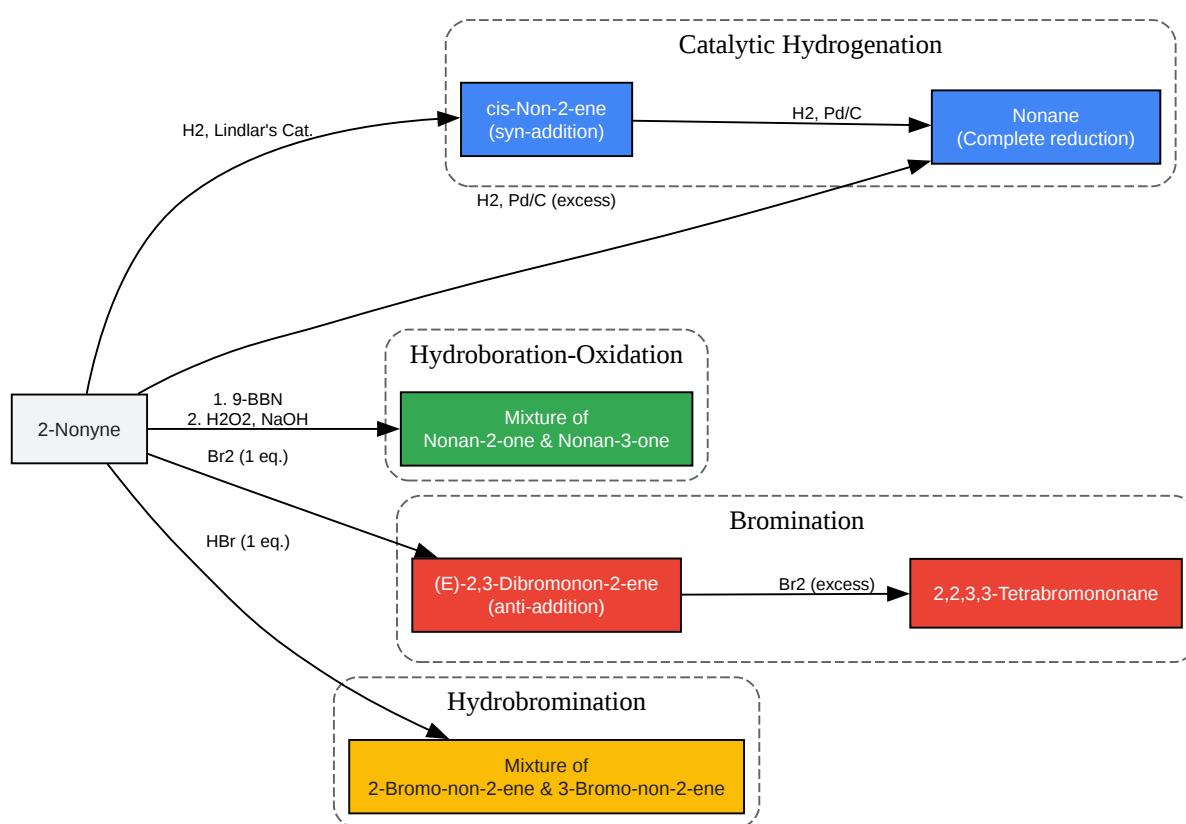 Catalytic Hydrogenation
cis-Non-2-ene
(syn-addition)
H2, Pd/C
Nonane
(Complete reduction)
H2, Lindlar's Cat.
H2, Pd/C (excess)
Hydroboration-Oxidation
2-Nonyne
1. 9-BBN
2. H2O2, NaOH
Mixture of
Nonan-2-one & Nonan-3-one
Br2 (1 eq.)
Bromination
HBr (1 eq.)
(E)-2,3-Dibromonon-2-ene
(anti-addition)
Br2 (excess)
2,2,3,3-Tetrabromononane
Hydrobromination
Mixture of
2-Bromo-non-2-ene & 3-Bromo-non-2-ene